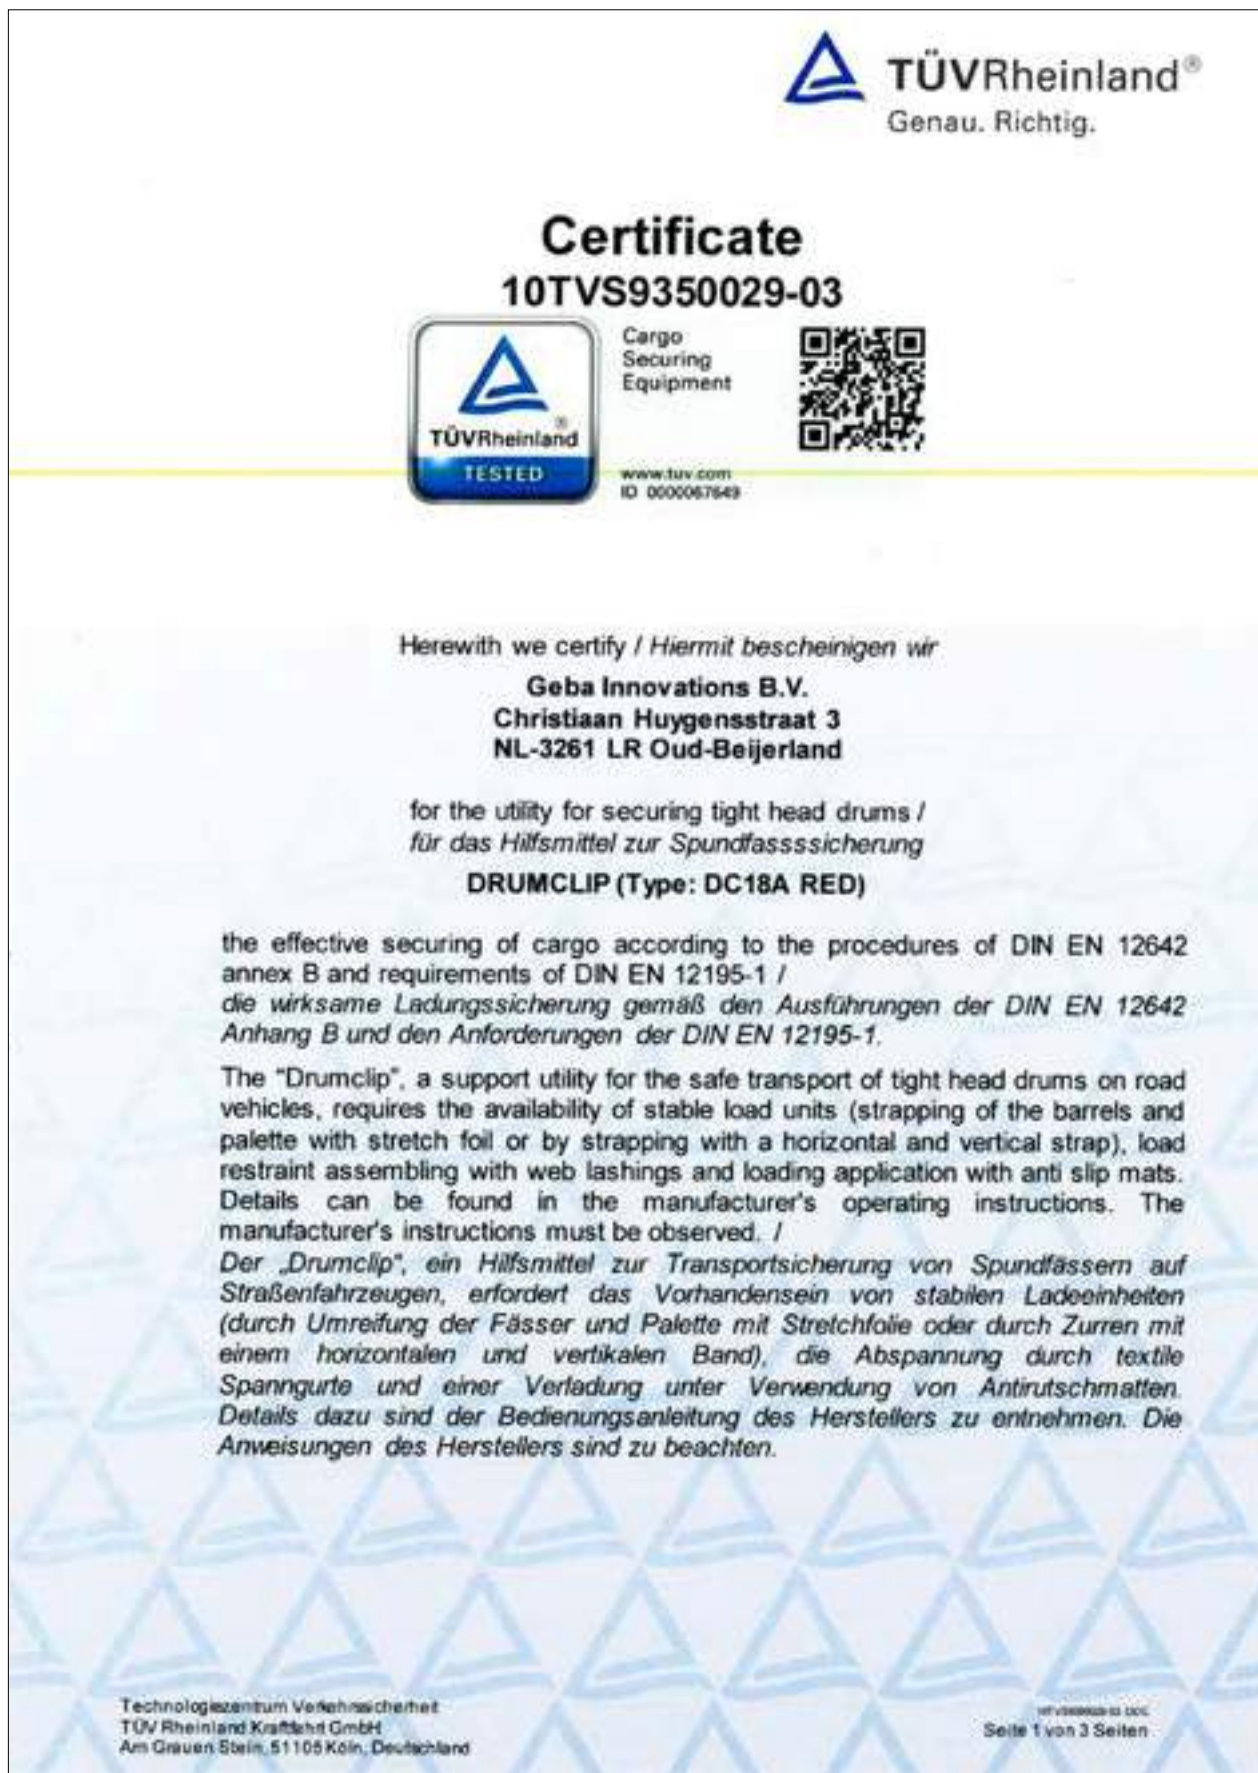 TÜVRheinland®
Genau. Richtig.
Certificate
10TVS9350029-03
Cargo
Securing
Equipment
TÜVRheinland®
TESTED
www.tuv.com
ID 0000067649
Herewith we certify / Hiermit bescheinigen wir
Geba Innovations B.V.
Christiaan Huygensstraat 3
NL-3261 LR Oud-Beijerland
for the utility for securing tight head drums /
für das Hilfsmittel zur Spundfassssicherung
DRUMCLIP (Type: DC18A RED)
the effective securing of cargo according to the procedures of DIN EN 12642
annex B and requirements of DIN EN 12195-1 /
die wirksame Ladungssicherung gemäß den Ausführungen der DIN EN 12642
Anhang B und den Anforderungen der DIN EN 12195-1.
The "Drumclip", a support utility for the safe transport of tight head drums on road
vehicles, requires the availability of stable load units (strapping of the barrels and
palette with stretch foil or by strapping with a horizontal and vertical strap), load
restraint assembling with web lashings and loading application with anti slip mats.
Details can be found in the manufacturer's operating instructions. The
manufacturer's instructions must be observed. /
Der „Drumclip“, ein Hilfsmittel zur Transportsicherung von Spundfässern auf
Straßenfahrzeugen, erfordert das Vorhandensein von stabilen Ladeeinheiten
(durch Umreifung der Fässer und Palette mit Stretchfolie oder durch Zurren mit
einem horizontalen und vertikalen Band), die Abspannung durch textile
Spanngurte und einer Verladung unter Verwendung von Antirutschmatten.
Details dazu sind der Bedienungsanleitung des Herstellers zu entnehmen. Die
Anweisungen des Herstellers sind zu beachten.
Technologiezentrum Verkehrssicherheit
TÜV Rheinland Kraftfahrt GmbH
Am Grauen Stein, 51105 Köln, Deutschland
Seite 1 von 3 Seiten